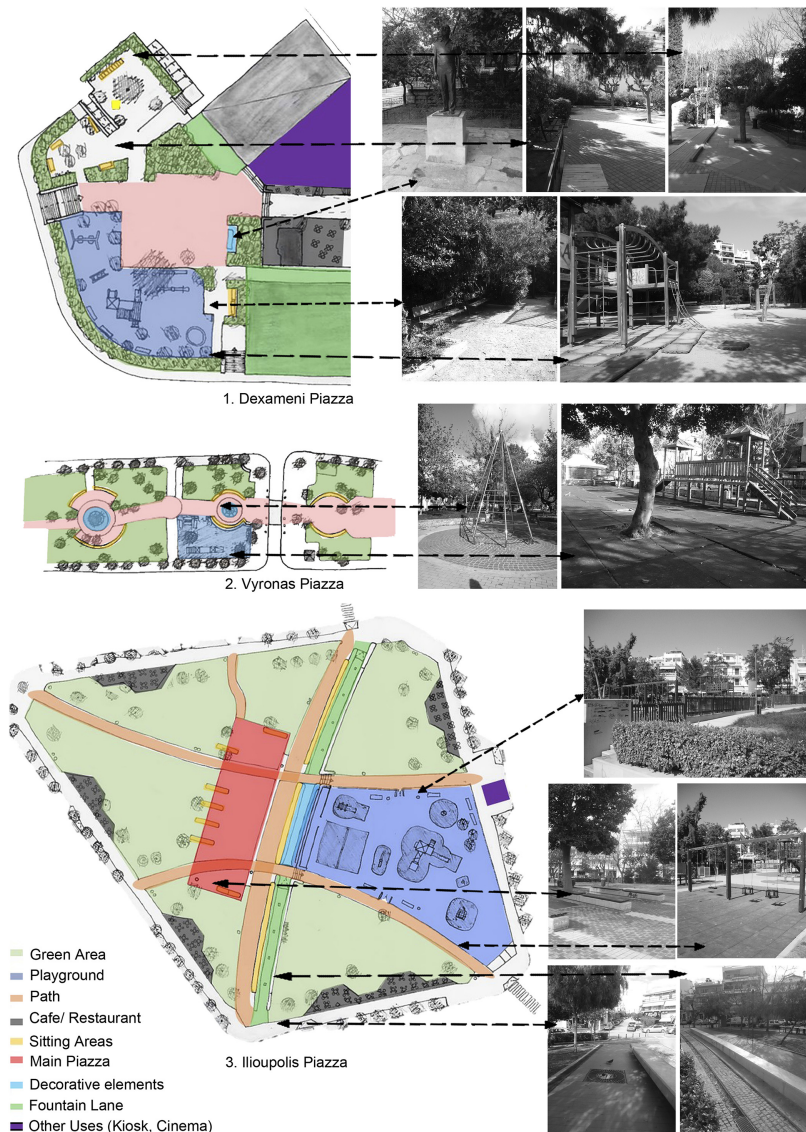 1. Dexameni Piazza
2. Vyronas Piazza
Green Area
Playground
Path
Cafe/ Restaurant
Sitting Areas
Main Piazza
Decorative elements
Fountain Lane
Other Uses (Kiosk, Cinema)
3. Ilioupolis Piazza